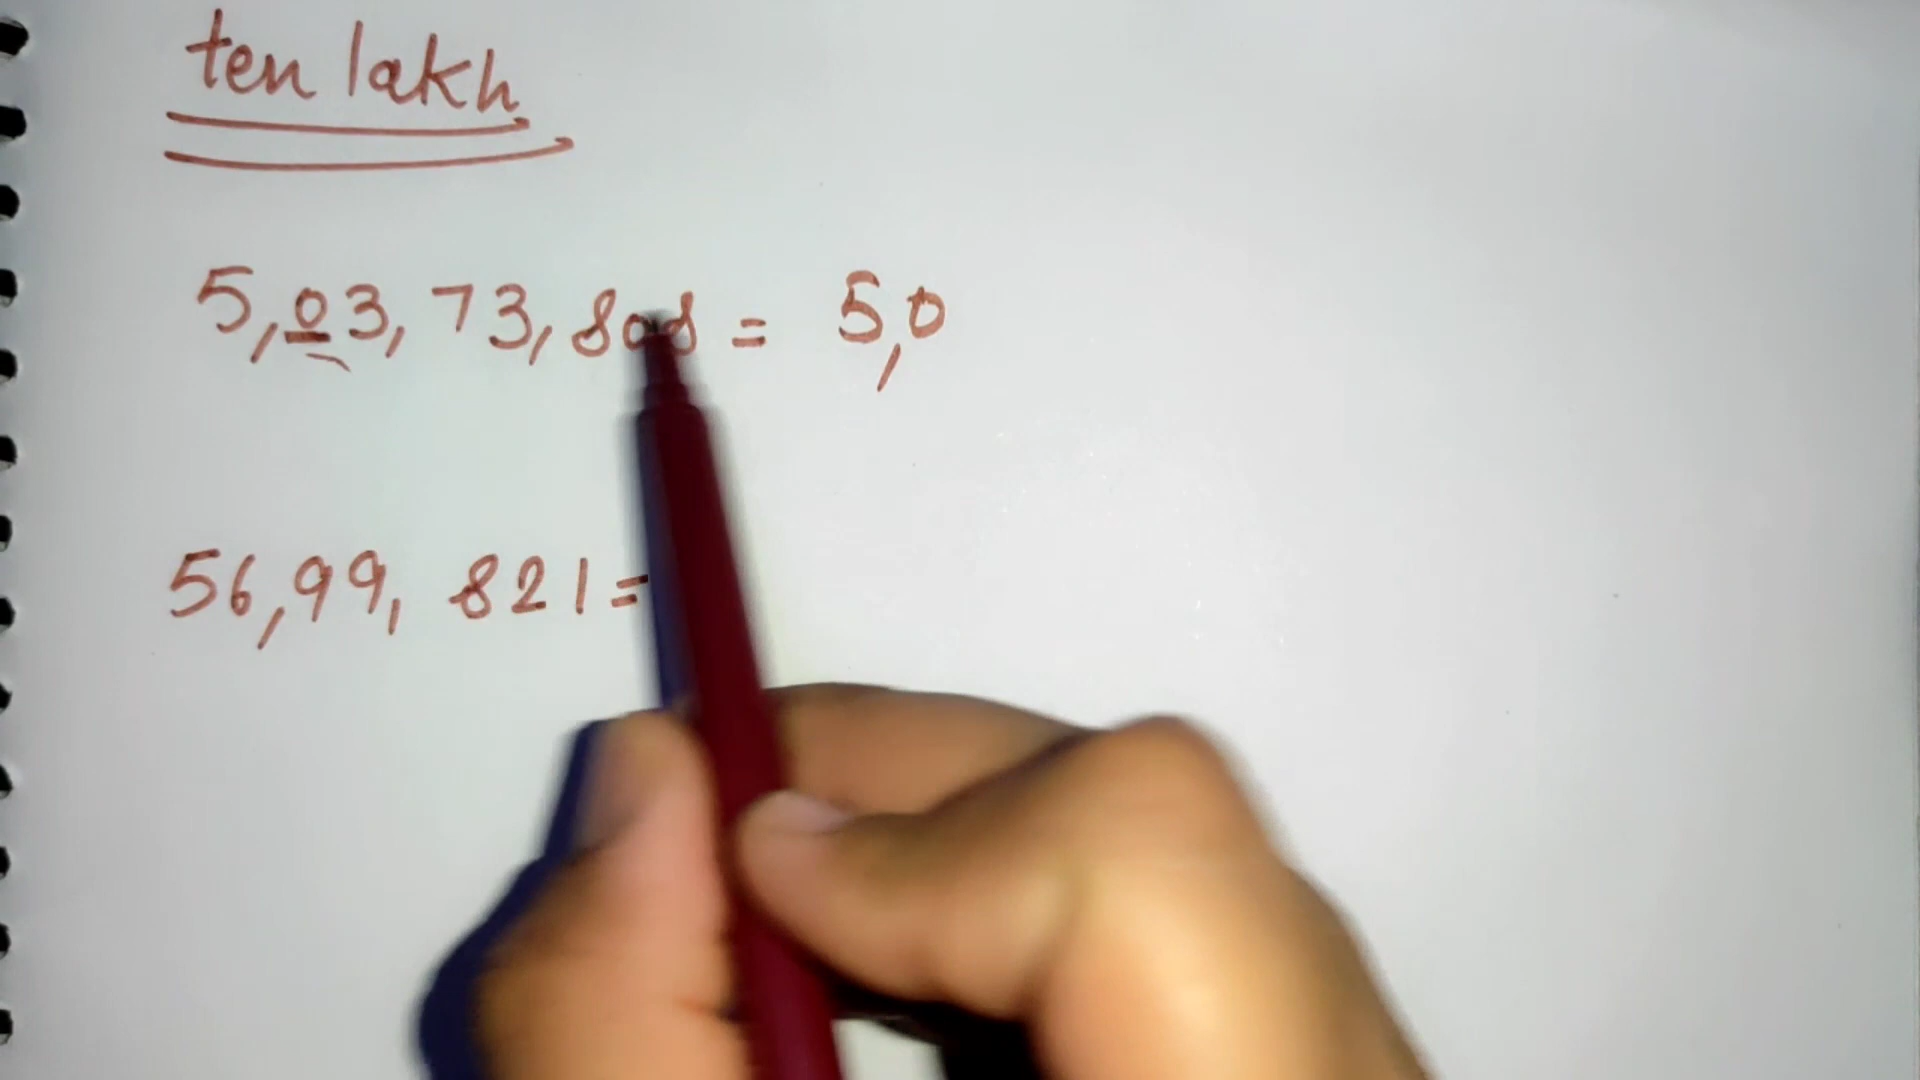 ten lakh
5,03,73,808 = 5,0
56,99,821=